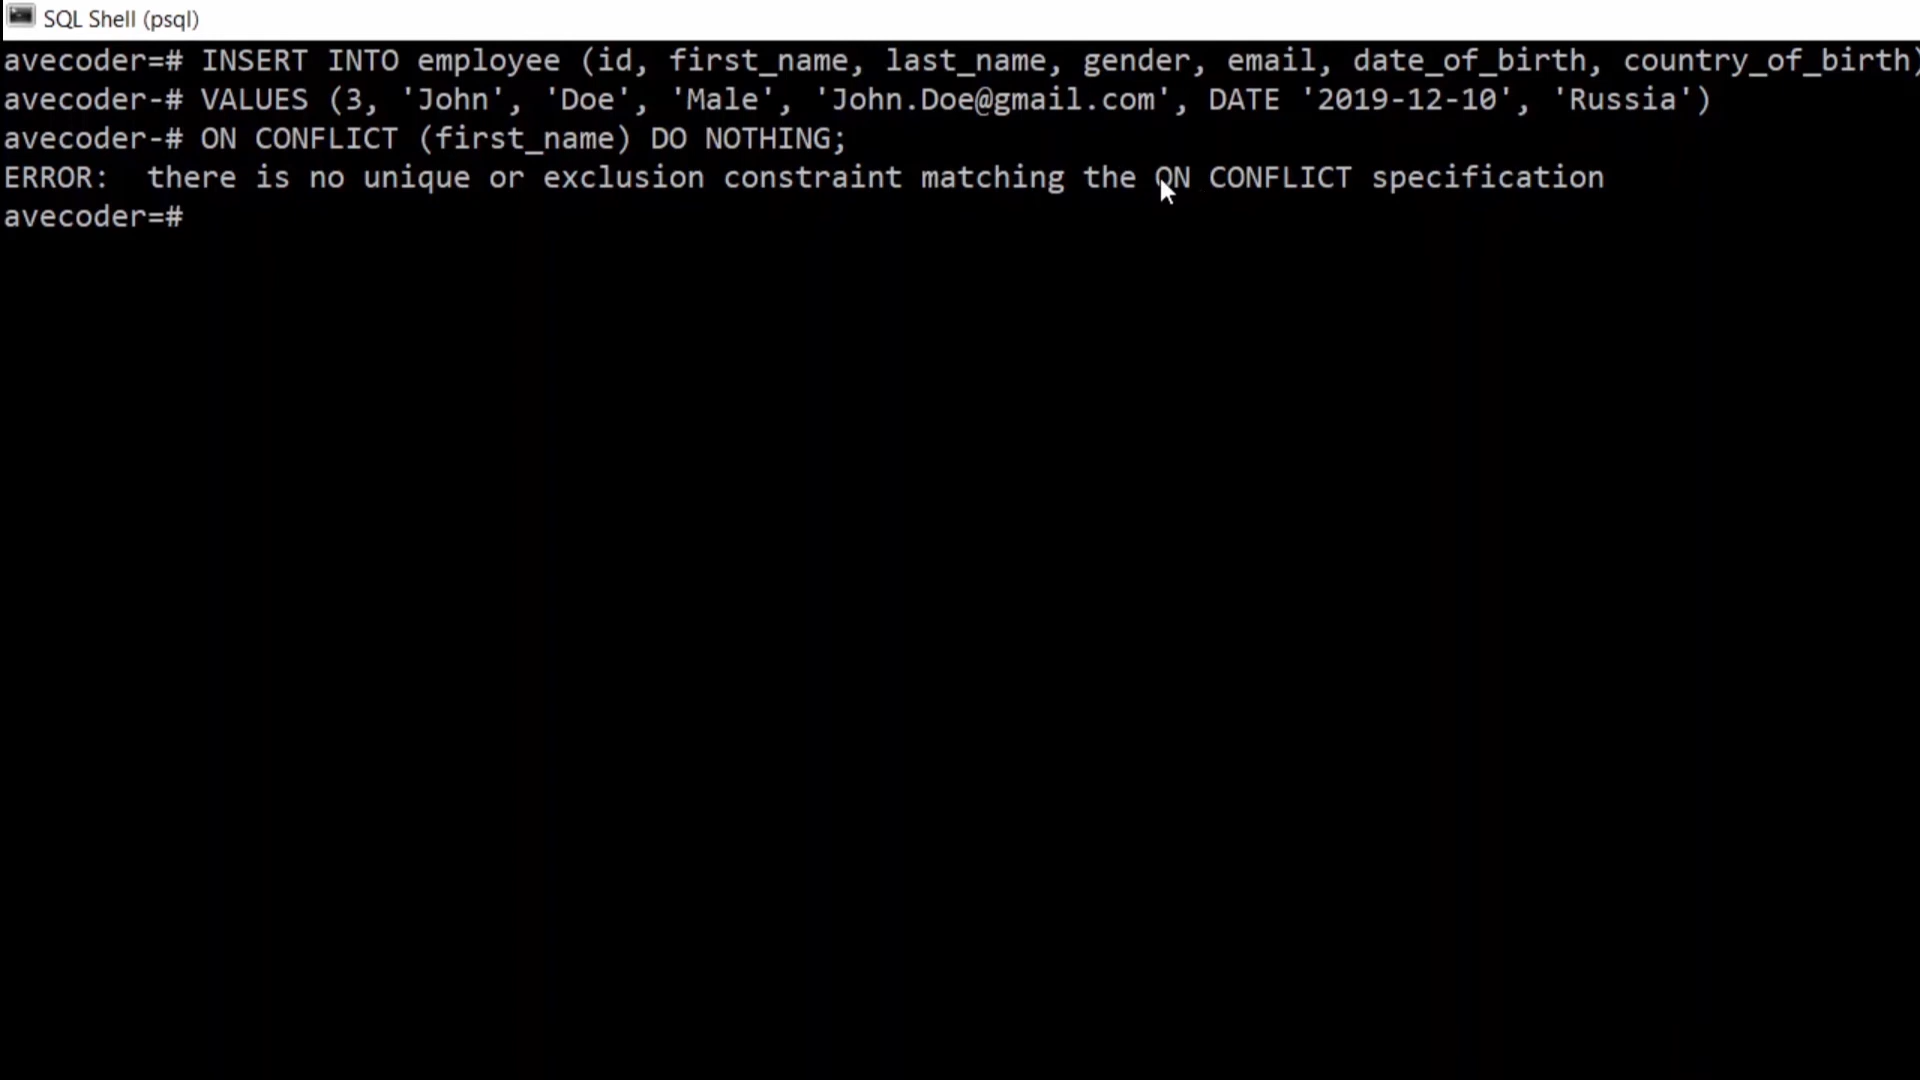 SQL Shell (psql)
avecoder=# INSERT INTO employee (id, first_name, last_name, gender, email, date_of_birth, country_of_birth)
avecoder-# VALUES (3, 'John', 'Doe', 'Male', 'John.Doe@gmail.com', DATE '2019-12-10', 'Russia')
avecoder-# ON CONFLICT (first_name) DO NOTHING;
ERROR:  there is no unique or exclusion constraint matching the ON CONFLICT specification
avecoder=#